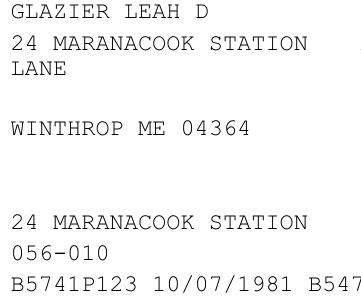 GLAZIER LEAH D
24 MARANACOOK STATION
LANE
WINTHROP ME 04364
24 MARANACOOK STATION
056-010
B5741P123 10/07/1981 B547